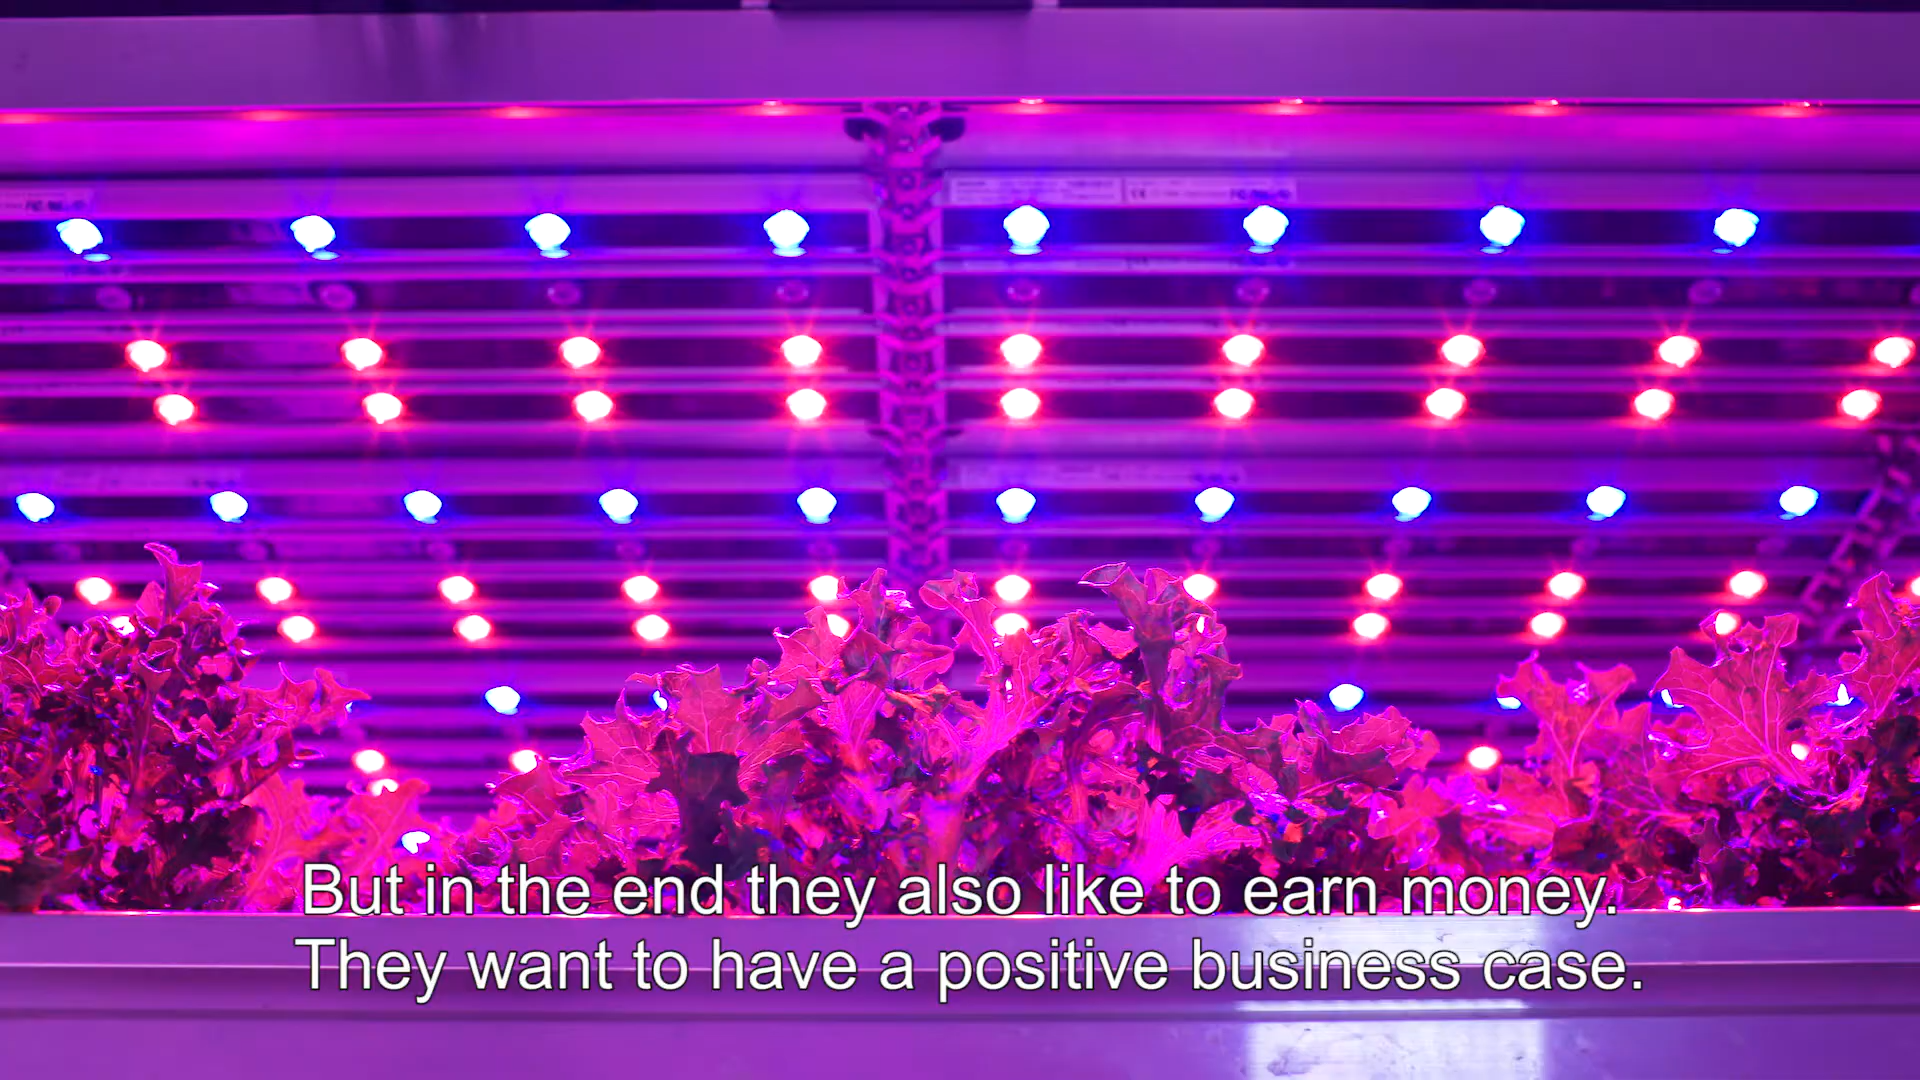 But in the end they also like to earn money.
They want to have a positive business case.